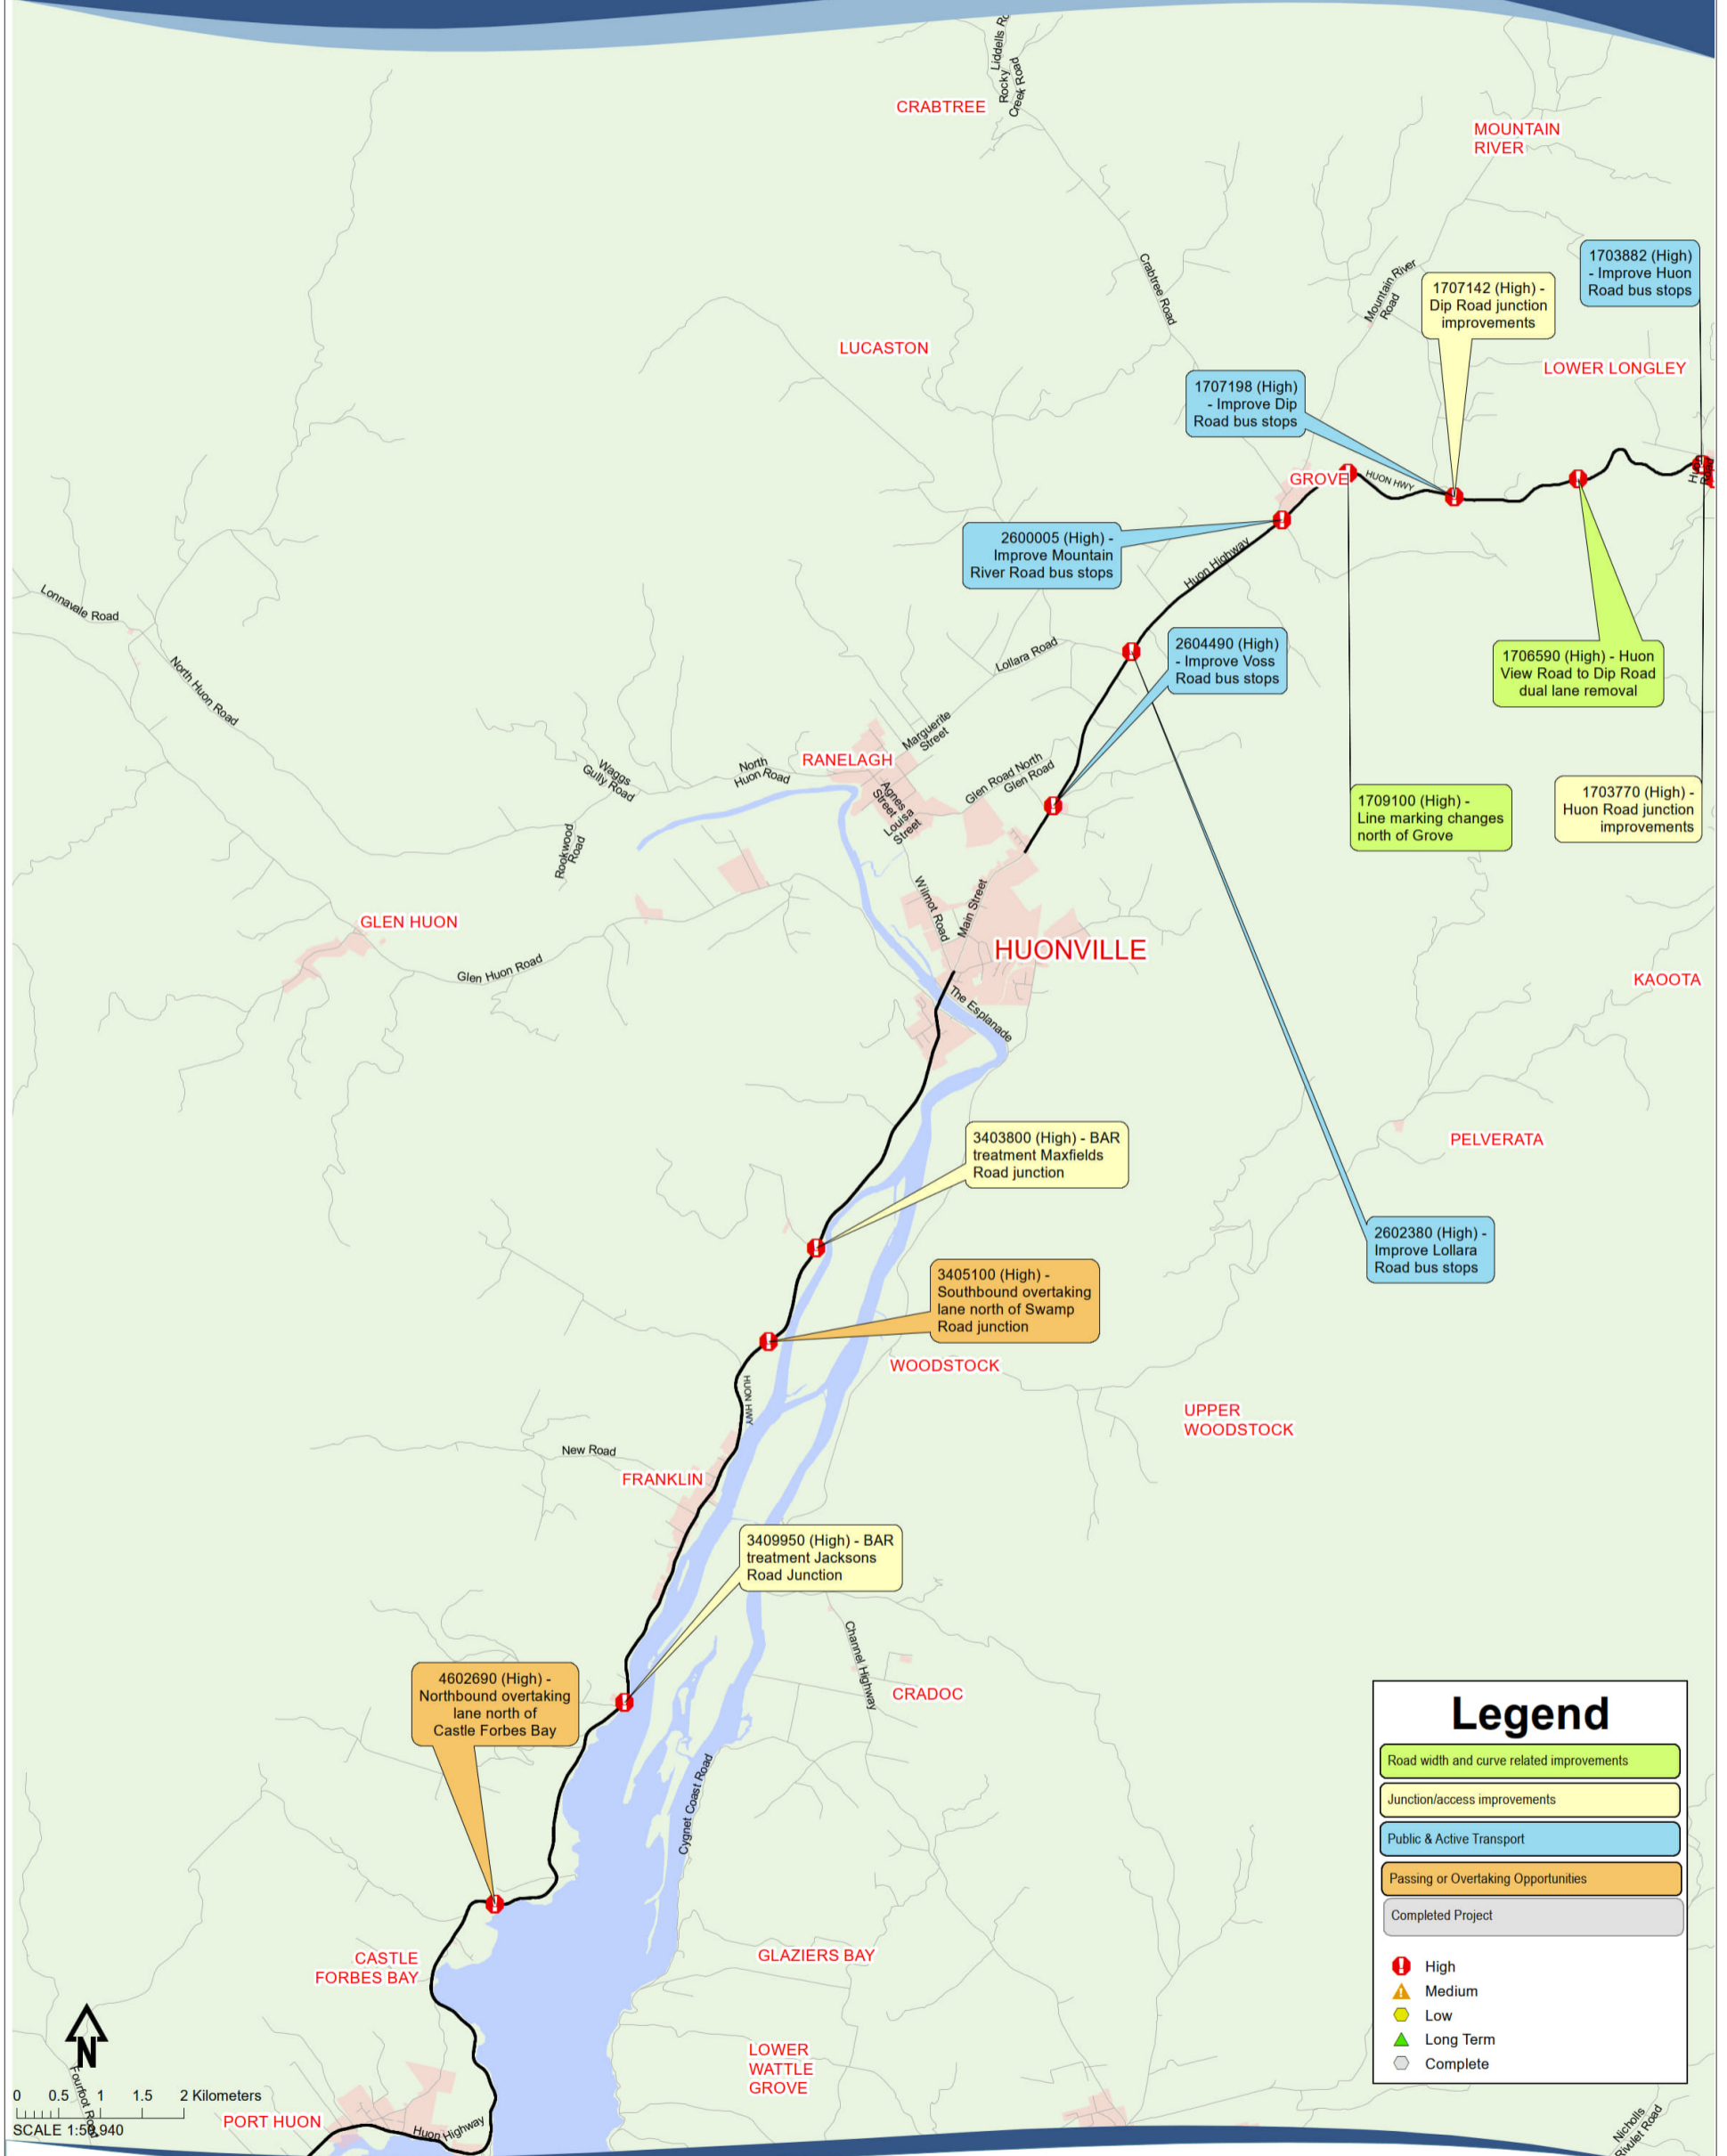 Liddells Ro
Rocky
Creek Road
CRABTREE
MOUNTAIN
RIVER
1703882 (High)
- Improve Huon
Road bus stops
Crabtree Road
Mountain River
Road
1707142 (High) -
Dip Road junction
improvements
LUCASTON
LOWER LONGLEY
1707198 (High)
- Improve Dip
Road bus stops
GROVE
HUON HWY
Huon
Road
2600005 (High) -
Improve Mountain
River Road bus stops
Huon Highway
Lonnavale Road
North Huon Road
Lollara Road
2604490 (High)
- Improve Voss
Road bus stops
1706590 (High) - Huon
View Road to Dip Road
dual lane removal
Marguerite
Street
RANELAGH
North
Huon Road
Waggs
Gully Road
Glen Road North
Glen Road
Agnes
Street
Louisa
Street
1709100 (High) -
Line marking changes
north of Grove
1703770 (High) -
Huon Road junction
improvements
Rookwood
Road
Wilmot Road
Main Street
GLEN HUON
HUONVILLE
Glen Huon Road
KAOOTA
The Esplanade
3403800 (High) - BAR
treatment Maxfields
Road junction
PELVERATA
2602380 (High) -
Improve Lollara
Road bus stops
3405100 (High) -
Southbound overtaking
lane north of Swamp
Road junction
WOODSTOCK
HUON HWY
UPPER
WOODSTOCK
New Road
FRANKLIN
3409950 (High) - BAR
treatment Jacksons
Road Junction
Channel Highway
4602690 (High) -
Northbound overtaking
lane north of
Castle Forbes Bay
CRADOC
Cygnet Coast Road
Legend
Road width and curve related improvements
Junction/access improvements
Public & Active Transport
Passing or Overtaking Opportunities
Completed Project
High
Medium
Low
Long Term
Complete
CASTLE
FORBES BAY
GLAZIERS BAY
N
LOWER
WATTLE
GROVE
Fourfoot Road
0 0.5 1 1.5 2 Kilometers
PORT HUON
Huon Highway
SCALE 1:50,940
Nicholls
Rivulet Road